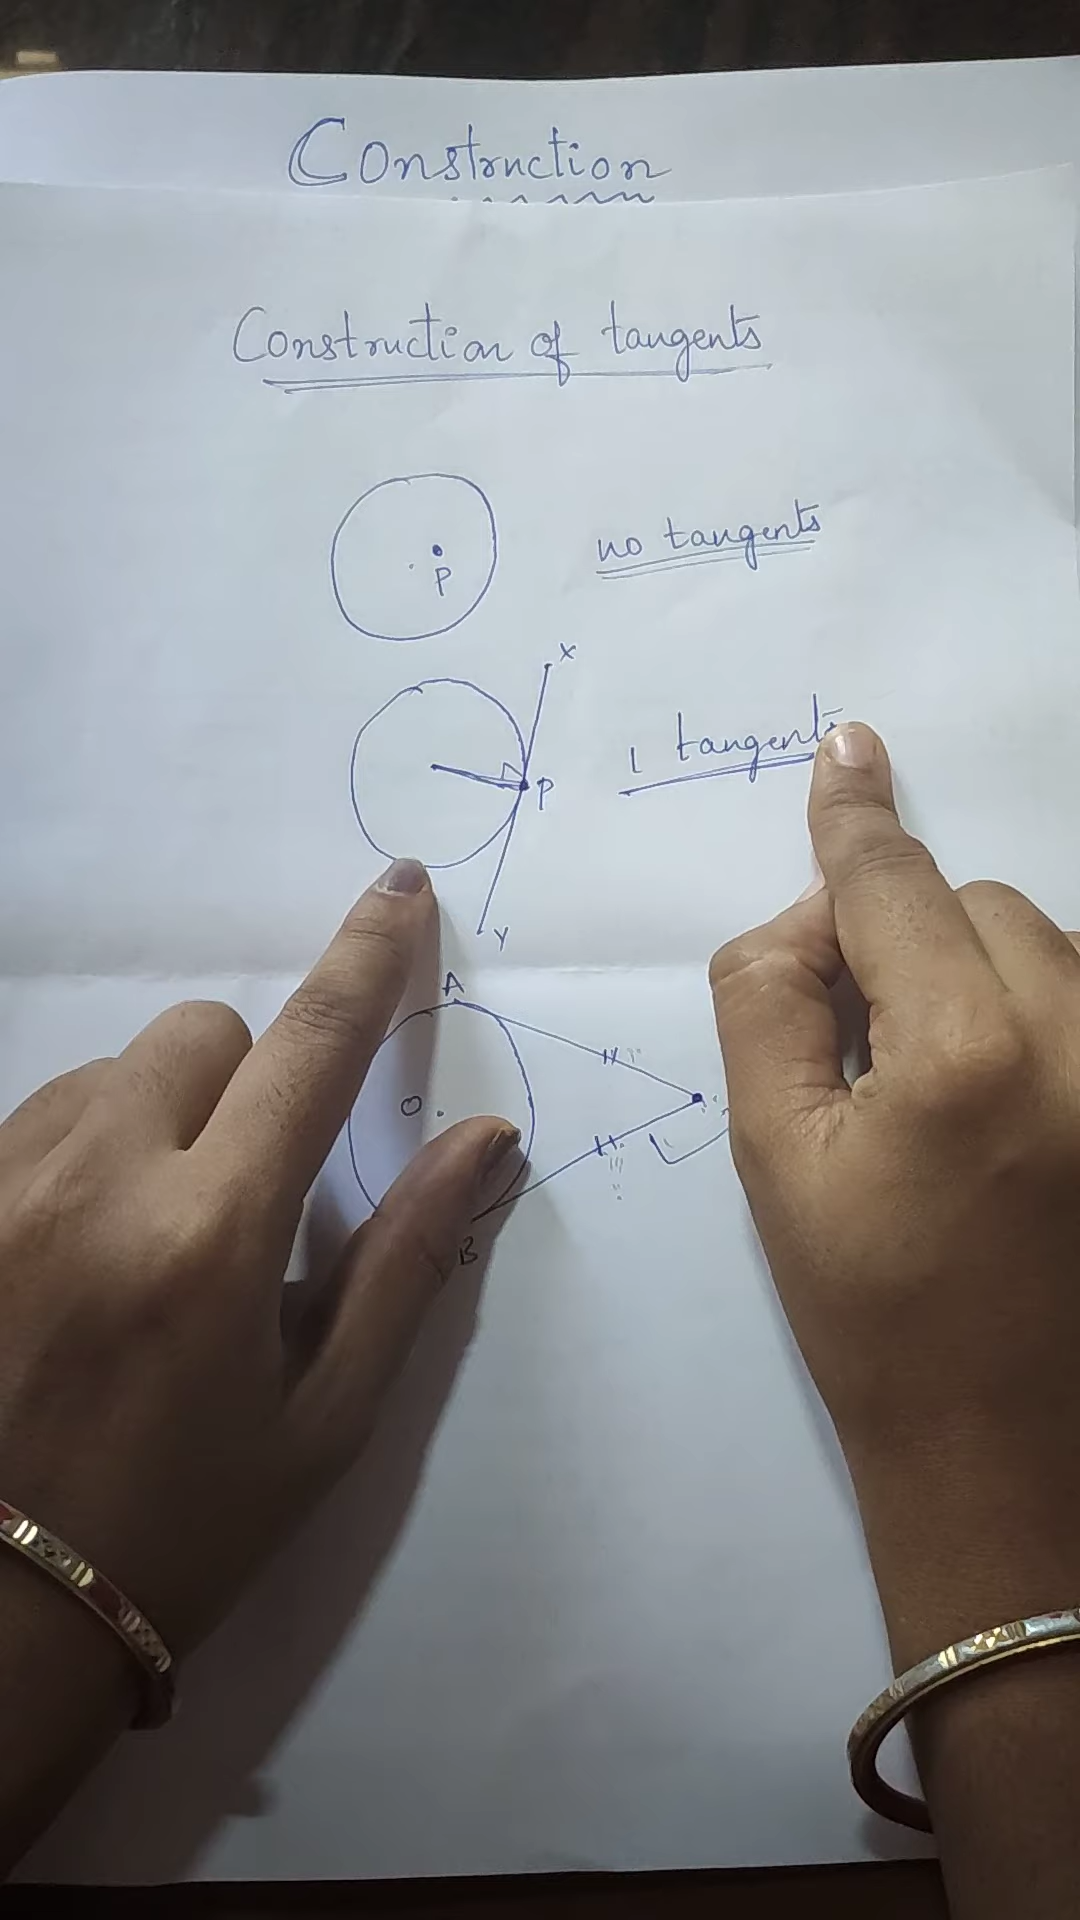 Construction
Construction of tangents
no tangents
P
X
1 tangents
P
Y
A
O
B